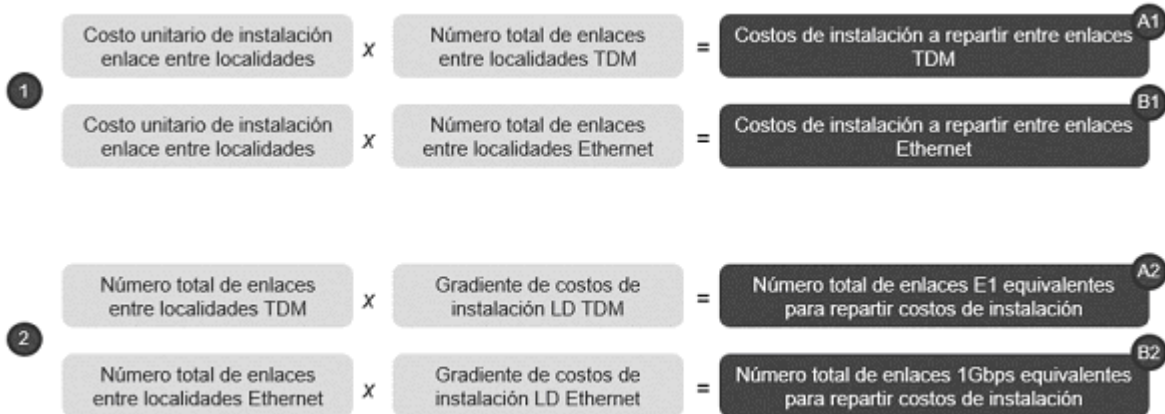 Costo unitario de instalación
enlace entre localidades
x
Número total de enlaces
entre localidades TDM
=
Costos de instalación a repartir entre enlaces
TDM
A1
1
Costo unitario de instalación
enlace entre localidades
x
Número total de enlaces
entre localidades Ethernet
=
Costos de instalación a repartir entre enlaces
Ethernet
B1
Número total de enlaces
entre localidades TDM
x
Gradiente de costos de
instalación LD TDM
=
Número total de enlaces E1 equivalentes
para repartir costos de instalación
A2
2
Número total de enlaces
entre localidades Ethernet
x
Gradiente de costos de
instalación LD Ethernet
=
Número total de enlaces 1Gbps equivalentes
para repartir costos de instalación
B2